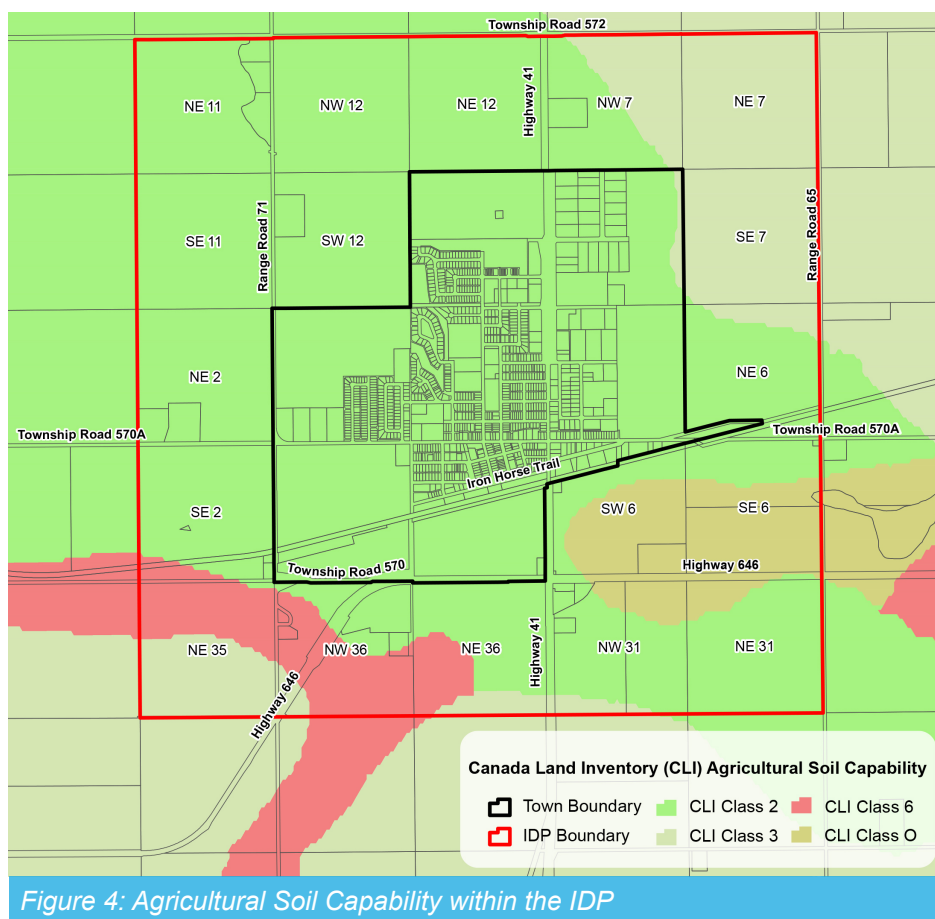 Township Road 572
NE 11
NW 12
NE 12
Highway 41
NW 7
NE 7
Range Road 71
SE 11
SW 12
SE 7
Range Road 65
NE 2
NE 6
Township Road 570A
Township Road 570A
Iron Horse Trail
SE 2
SW 6
SE 6
Township Road 570
Highway 646
NE 35
NW 36
NE 36
Highway 41
NW 31
NE 31
Highway 646
Canada Land Inventory (CLI) Agricultural Soil Capability
Town Boundary
CLI Class 2
CLI Class 6
IDP Boundary
CLI Class 3
CLI Class O
Figure 4: Agricultural Soil Capability within the IDP